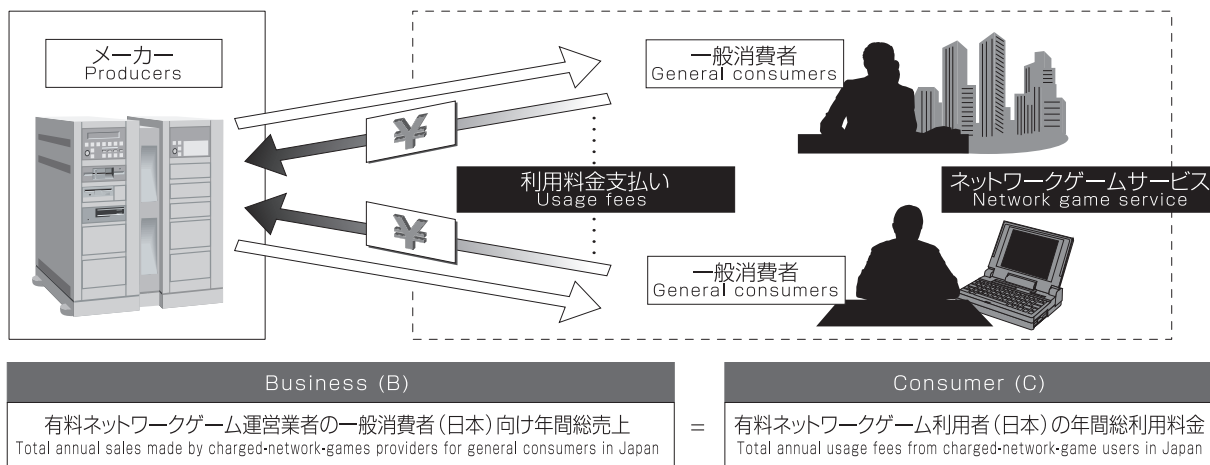 メーカー
Producers
一般消費者
General consumers
¥
利用料金支払い
Usage fees
ネットワークゲームサービス
Network game service
¥
一般消費者
General consumers
Business (B)
有料ネットワークゲーム運営業者の一般消費者(日本)向け年間総売上
Total annual sales made by charged-network-games providers for general consumers in Japan
=
Consumer (C)
有料ネットワークゲーム利用者(日本)の年間総利用料金
Total annual usage fees from charged-network-game users in Japan